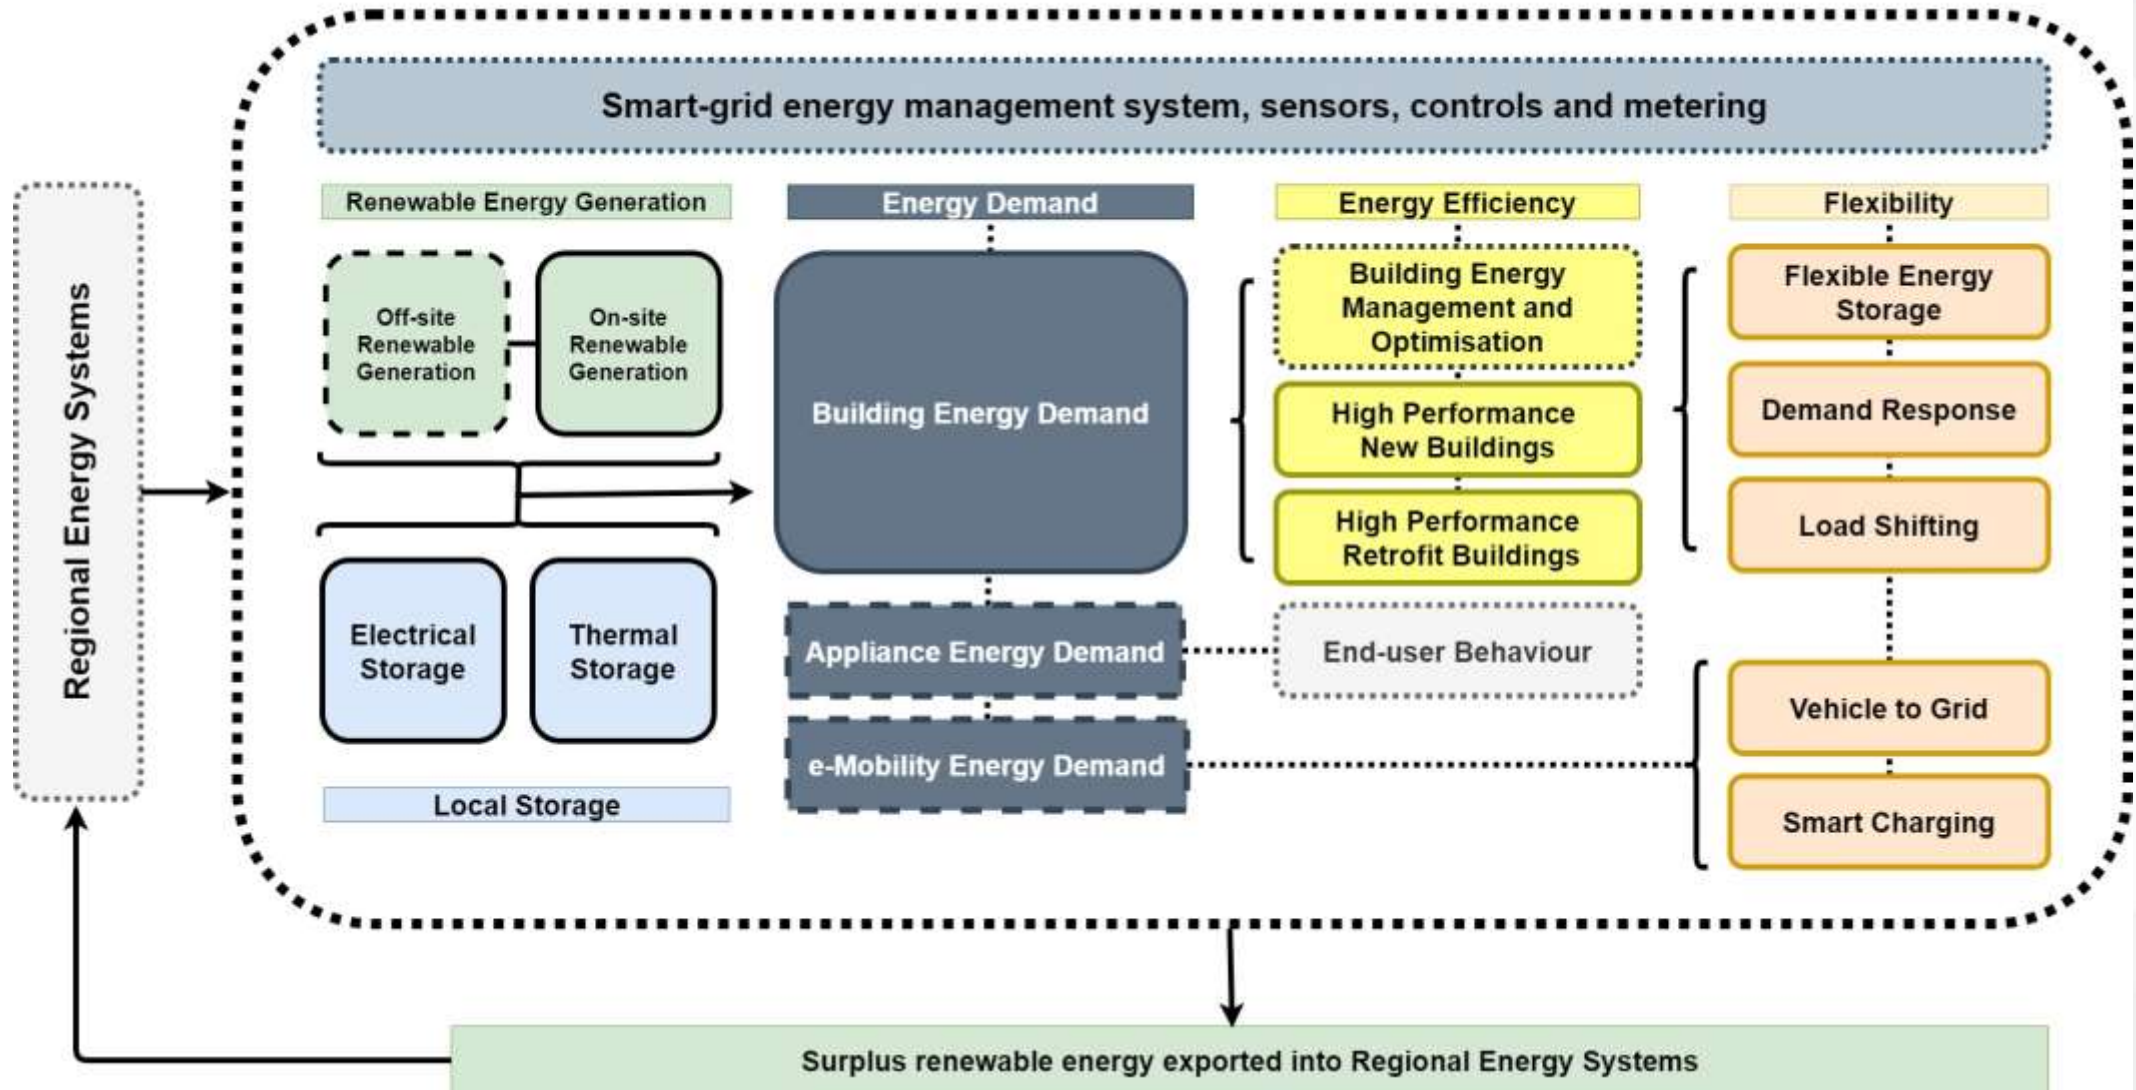 Smart-grid energy management system, sensors, controls and metering
Regional Energy Systems
Renewable Energy Generation
Off-site
Renewable
Generation
On-site
Renewable
Generation
Electrical
Storage
Thermal
Storage
Local Storage
Energy Demand
Building Energy Demand
Appliance Energy Demand
e-Mobility Energy Demand
Energy Efficiency
Building Energy
Management and
Optimisation
High Performance
New Buildings
High Performance
Retrofit Buildings
End-user Behaviour
Flexibility
Flexible Energy
Storage
Demand Response
Load Shifting
Vehicle to Grid
Smart Charging
Surplus renewable energy exported into Regional Energy Systems